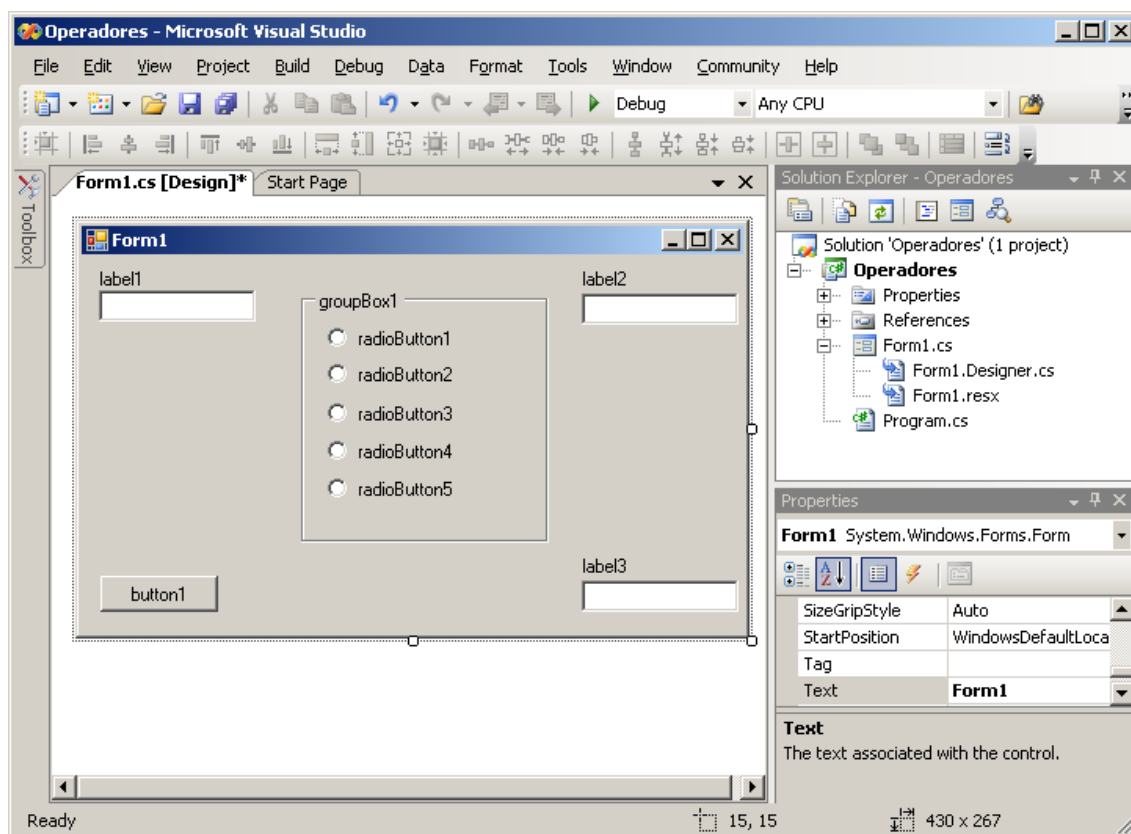 Operadores - Microsoft Visual Studio
File Edit View Project Build Debug Data Format Tools Window Community Help
Debug Any CPU
Toolbox
Form1.cs [Design]* Start Page
Form1
label1
groupBox1
radioButton1
radioButton2
radioButton3
radioButton4
radioButton5
label2
button1
label3
Solution Explorer - Operadores
Solution 'Operadores' (1 project)
Operadores
Properties
References
Form1.cs
Form1.Designer.cs
Form1.resx
Program.cs
Properties
Form1 System.Windows.Forms.Form
SizeGripStyle Auto
StartPosition WindowsDefaultLoca
Tag
Text Form1
Text
The text associated with the control.
Ready 15, 15 430 x 267